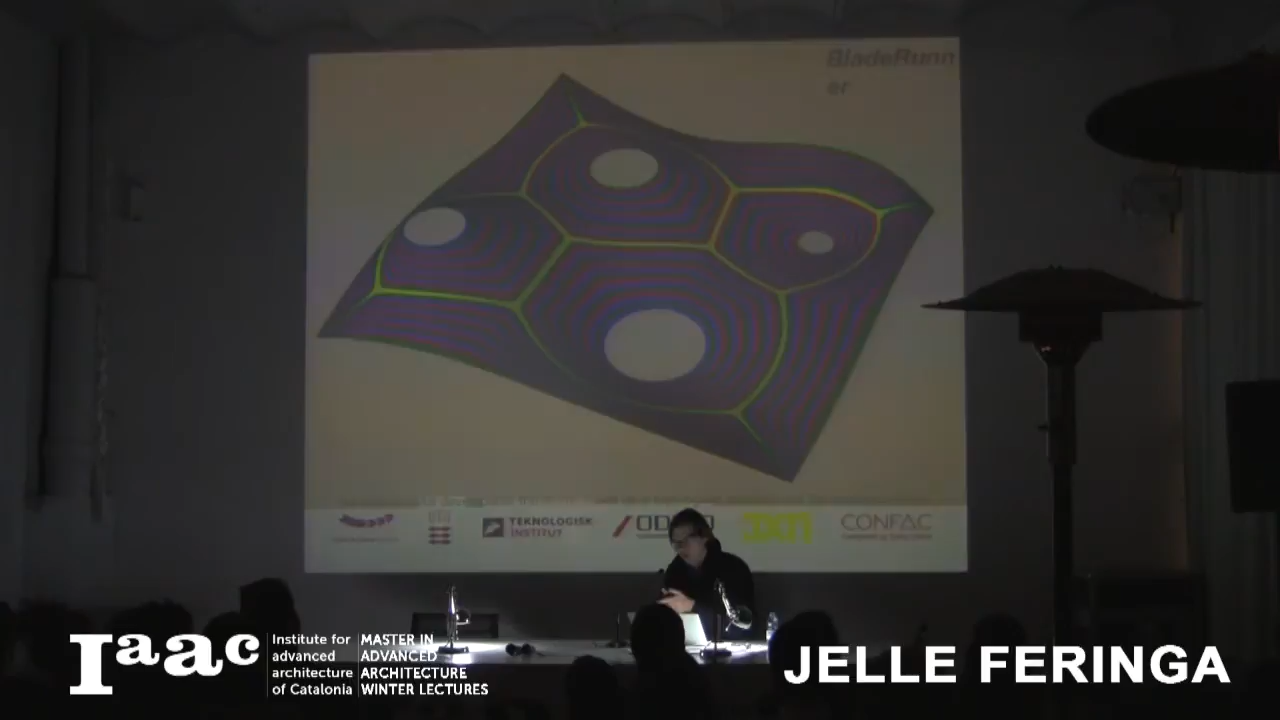 BladeRunn
er
TEKNOLOGISK
INSTITUT
CONFAC
Iaac
Institute for
advanced
architecture
of Catalonia
MASTER IN
ADVANCED
ARCHITECTURE
WINTER LECTURES
JELLE FERINGA